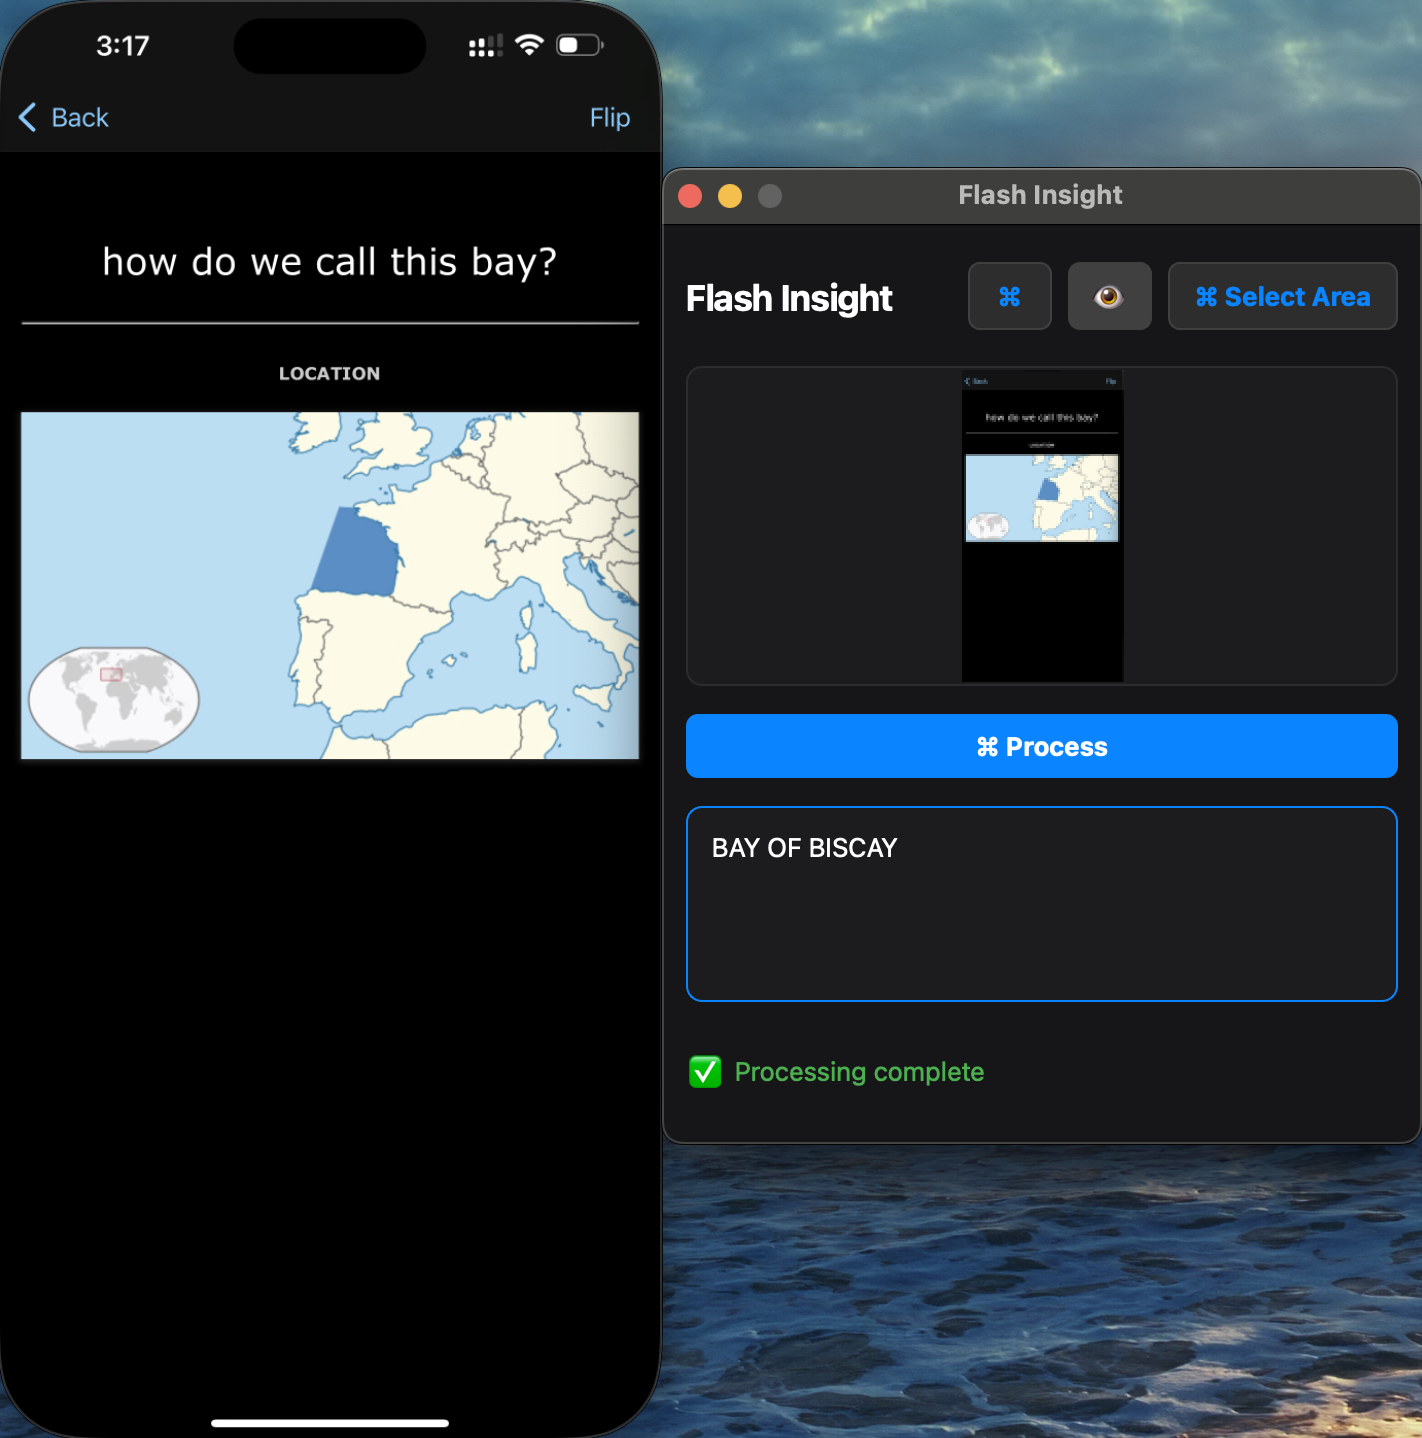 3:17
Back
Flip
how do we call this bay?
LOCATION
Flash Insight
Flash Insight
⌘
⌘ Select Area
Back
Flip
how do we call this bay?
LOCATION
⌘ Process
BAY OF BISCAY
✅ Processing complete